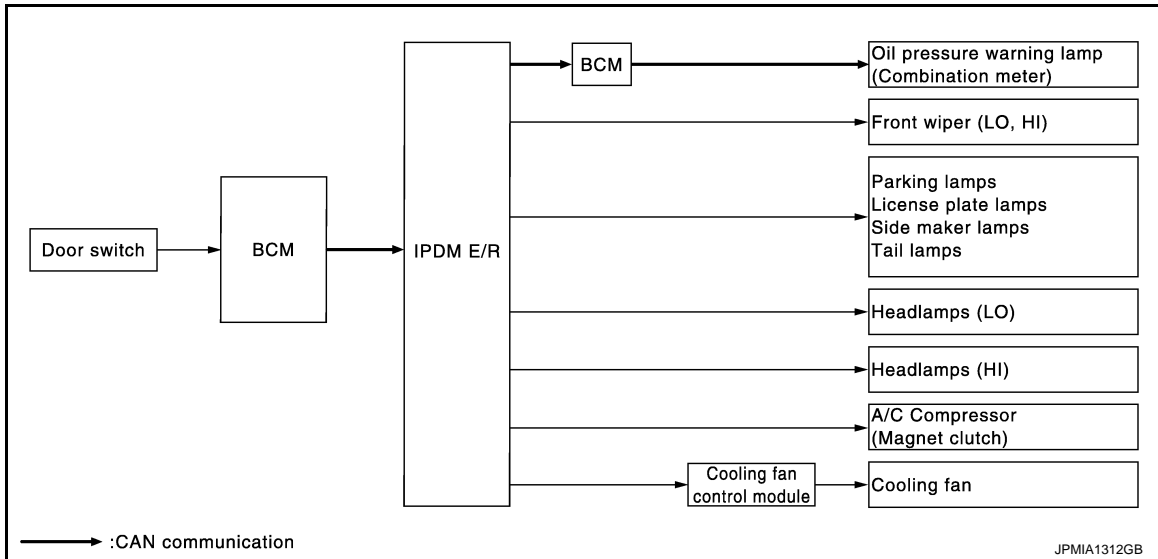 Door switch
BCM
IPDM E/R
BCM
Oil pressure warning lamp
(Combination meter)
Front wiper (LO, HI)
Parking lamps
License plate lamps
Side maker lamps
Tail lamps
Headlamps (LO)
Headlamps (HI)
A/C Compressor
(Magnet clutch)
Cooling fan
control module
Cooling fan
:CAN communication
JPMIA1312GB